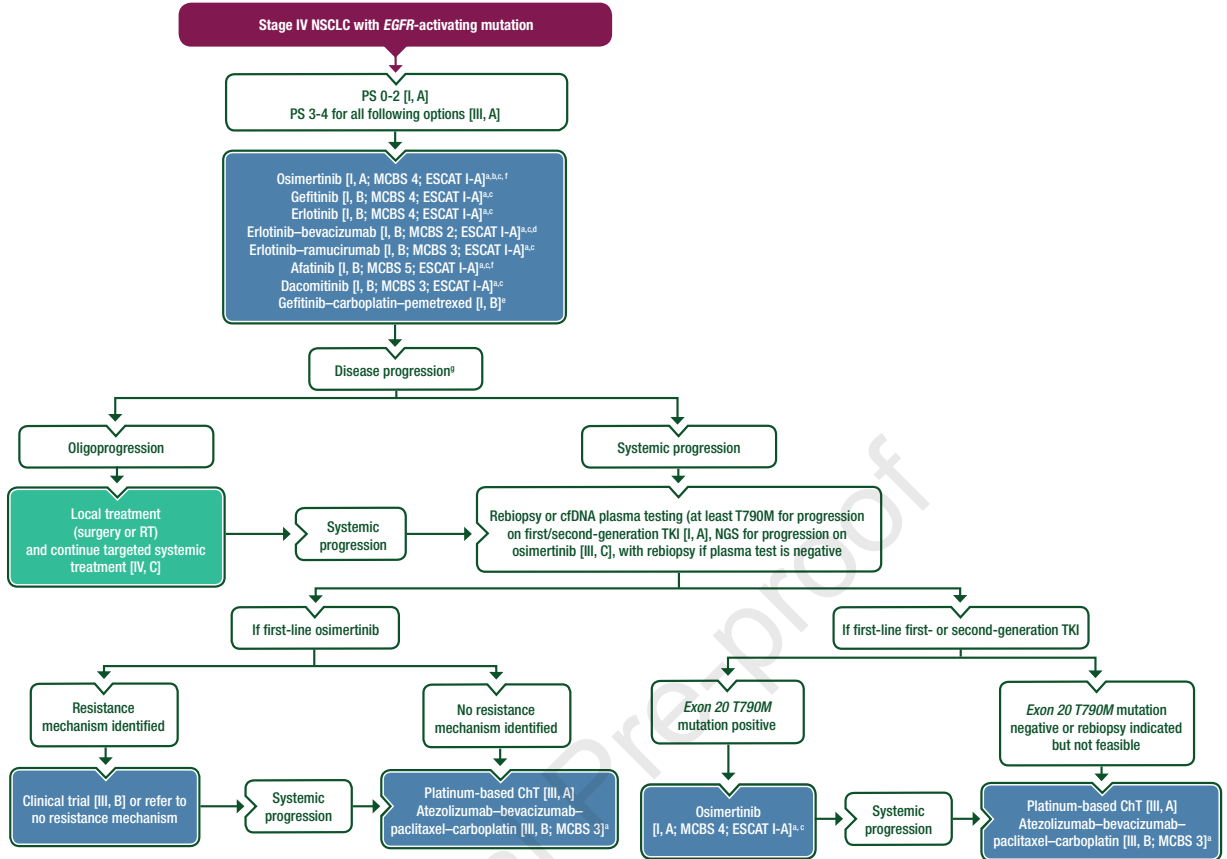 Stage IV NSCLC with EGFR-activating mutation
PS 0-2 [I, A]
PS 3-4 for all following options [III, A]
Osimertinib [I, A; MCBS 4; ESCAT I-A]a,b,c, f
Gefitinib [I, B; MCBS 4; ESCAT I-A]a,c
Erlotinib [I, B; MCBS 4; ESCAT I-A]a,c
Erlotinib–bevacizumab [I, B; MCBS 2; ESCAT I-A]a,c,d
Erlotinib–ramucirumab [I, B; MCBS 3; ESCAT I-A]a,c
Afatinib [I, B; MCBS 5; ESCAT I-A]a,c,f
Dacomitinib [I, B; MCBS 3; ESCAT I-A]a,c
Gefitinib–carboplatin–pemetrexed [I, B]e
Disease progressiong
Oligoprogression
Systemic progression
Local treatment
(surgery or RT)
and continue targeted systemic
treatment [IV, C]
Systemic
progression
Rebiopsy or cfDNA plasma testing (at least T790M for progression
on first/second-generation TKI [I, A], NGS for progression on
osimertinib [III, C], with rebiopsy if plasma test is negative
If first-line osimertinib
If first-line first- or second-generation TKI
Resistance
mechanism identified
No resistance
mechanism identified
Exon 20 T790M
mutation positive
Exon 20 T790M mutation
negative or rebiopsy indicated
but not feasible
Clinical trial [III, B] or refer to
no resistance mechanism
Systemic
progression
Platinum-based ChT [III, A]
Atezolizumab–bevacizumab–
paclitaxel–carboplatin [III, B; MCBS 3]a
Osimertinib
[I, A; MCBS 4; ESCAT I-A]a, c
Systemic
progression
Platinum-based ChT [III, A]
Atezolizumab–bevacizumab–
paclitaxel–carboplatin [III, B; MCBS 3]a
Pre-proof